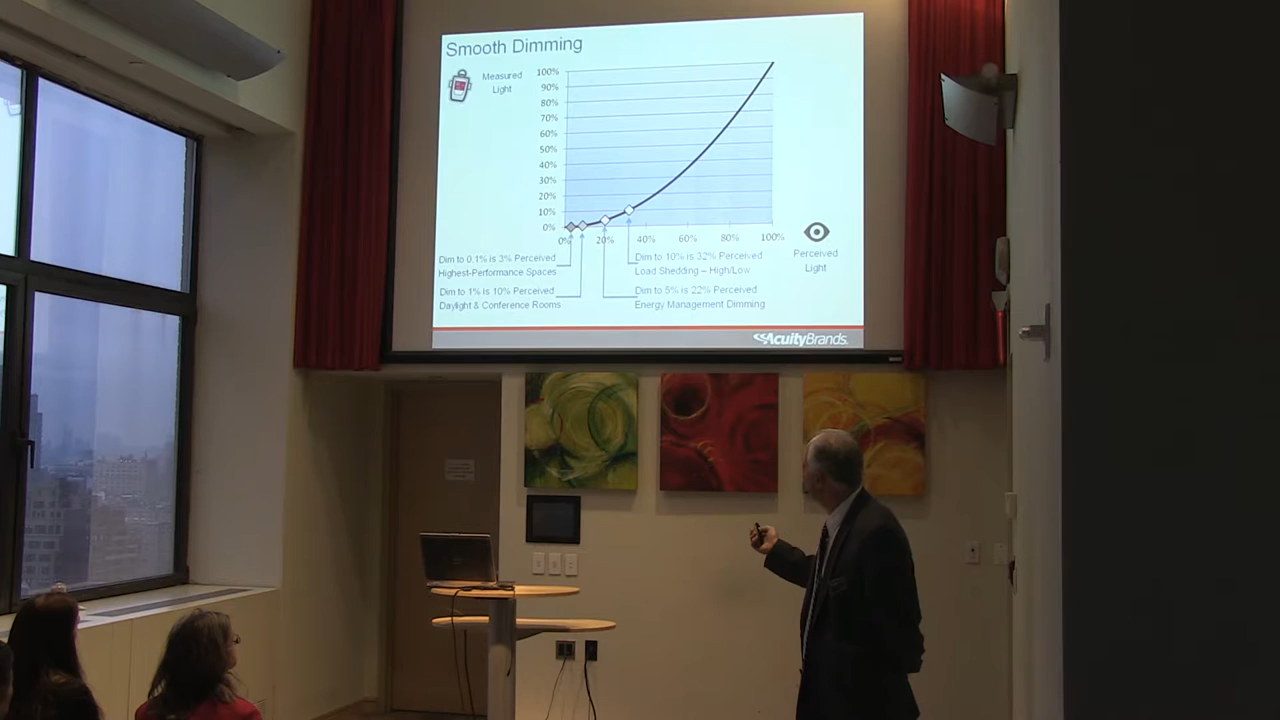 Smooth Dimming
Measured
Light
100%
90%
80%
70%
60%
50%
40%
30%
20%
10%
0%
0%
20%
40%
60%
80%
100%
Perceived
Light
Dim to 0.1% is 3% Perceived
Highest-Performance Spaces
Dim to 10% is 32% Perceived
Load Shedding – High/Low
Dim to 1% is 10% Perceived
Daylight & Conference Rooms
Dim to 5% is 22% Perceived
Energy Management Dimming
AcuityBrands.